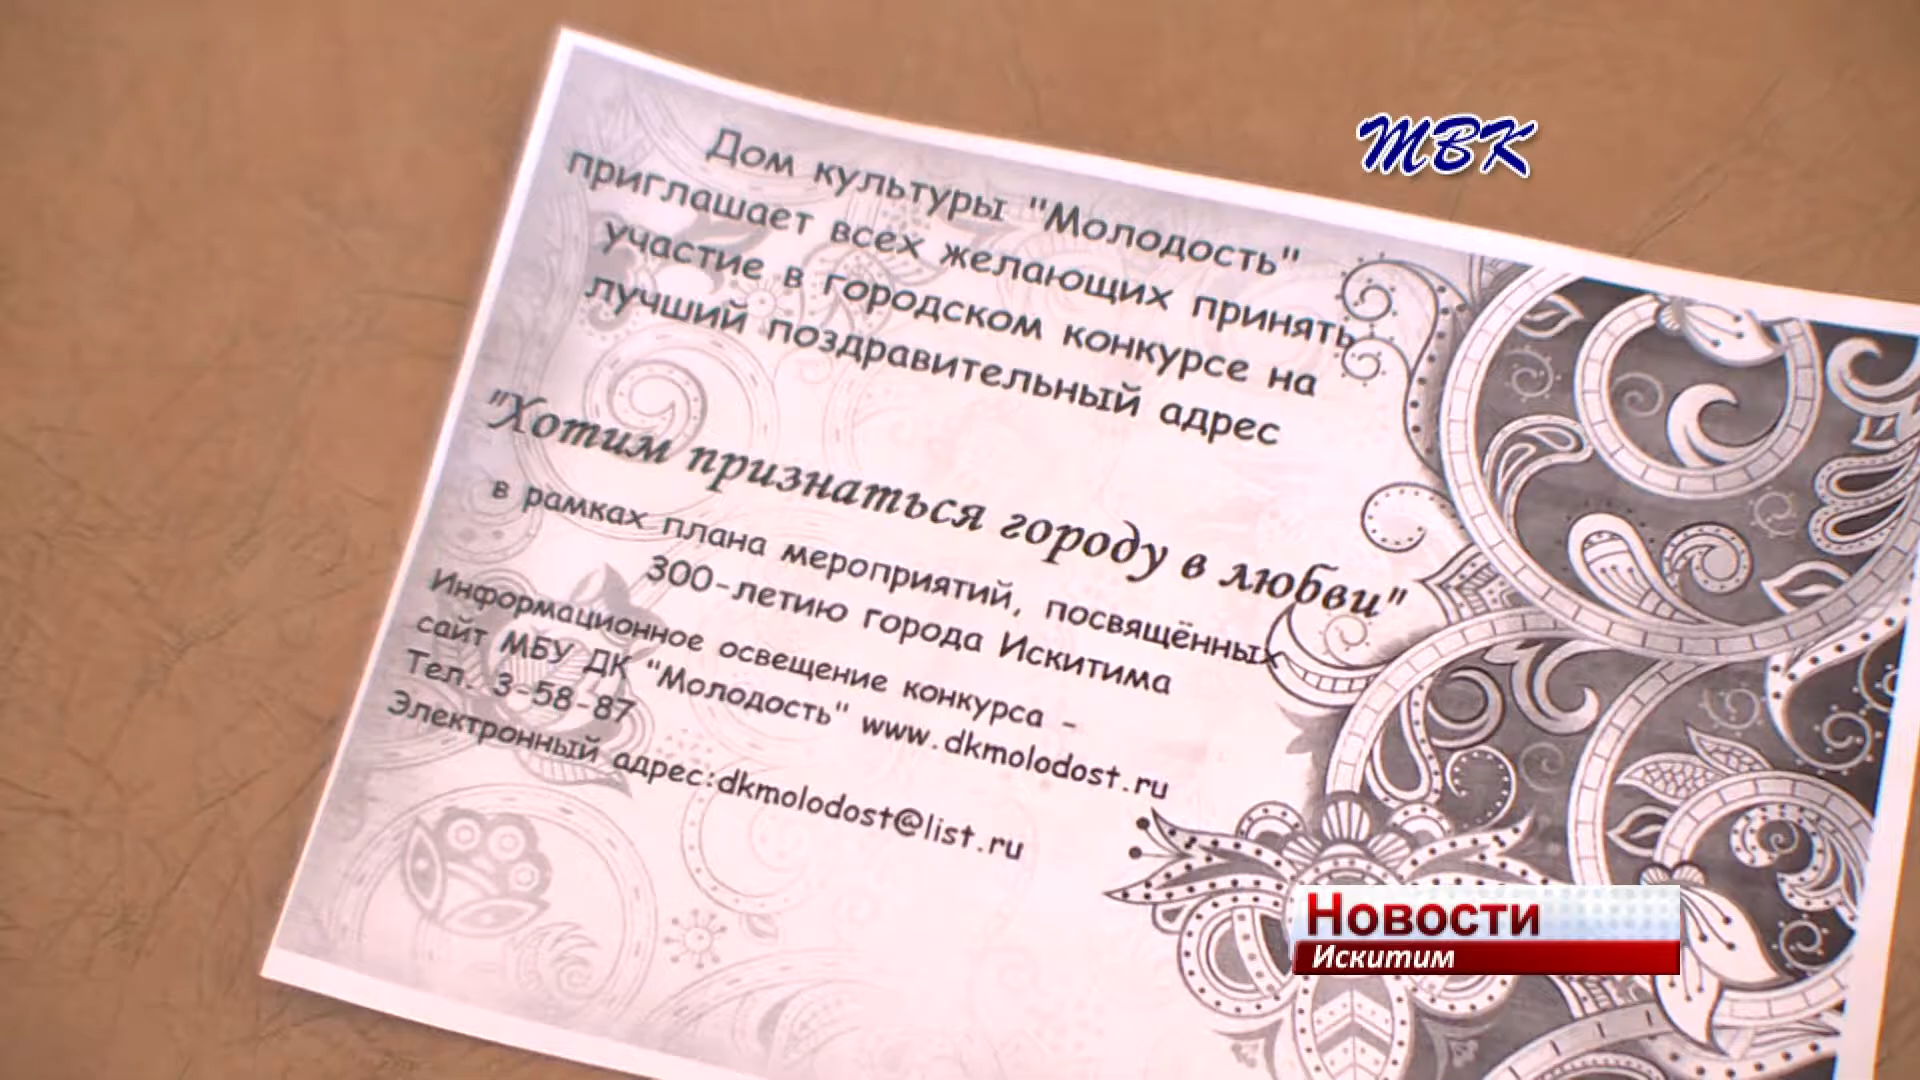 ТВК
Дом культуры "Молодость"
приглашает всех желающих принять
участие в городском конкурсе на
лучший поздравительный адрес
"Хотим признаться городу в любви"
в рамках плана мероприятий, посвящённых
300-летию города Искитима
Информационное освещение конкурса -
сайт МБУ ДК "Молодость" www.dkmolodost.ru
Тел. 3-58-87
Электронный адрес:dkmolodost@list.ru
Новости
Искитим